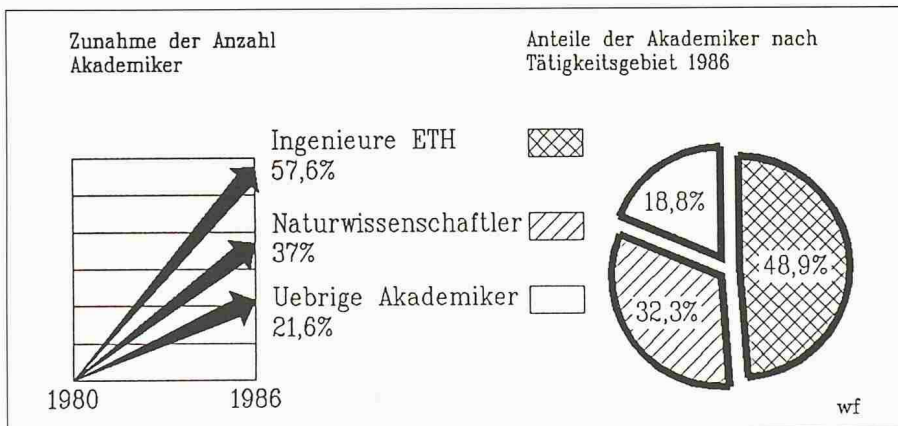 Zunahme der Anzahl
Akademiker
Anteile der Akademiker nach
Tätigkeitsgebiet 1986
Ingenieure ETH
57,6%
Naturwissenschaftler
37%
Uebrige Akademiker
21,6%
1980
1986
18,8%
48,9%
32,3%
wf